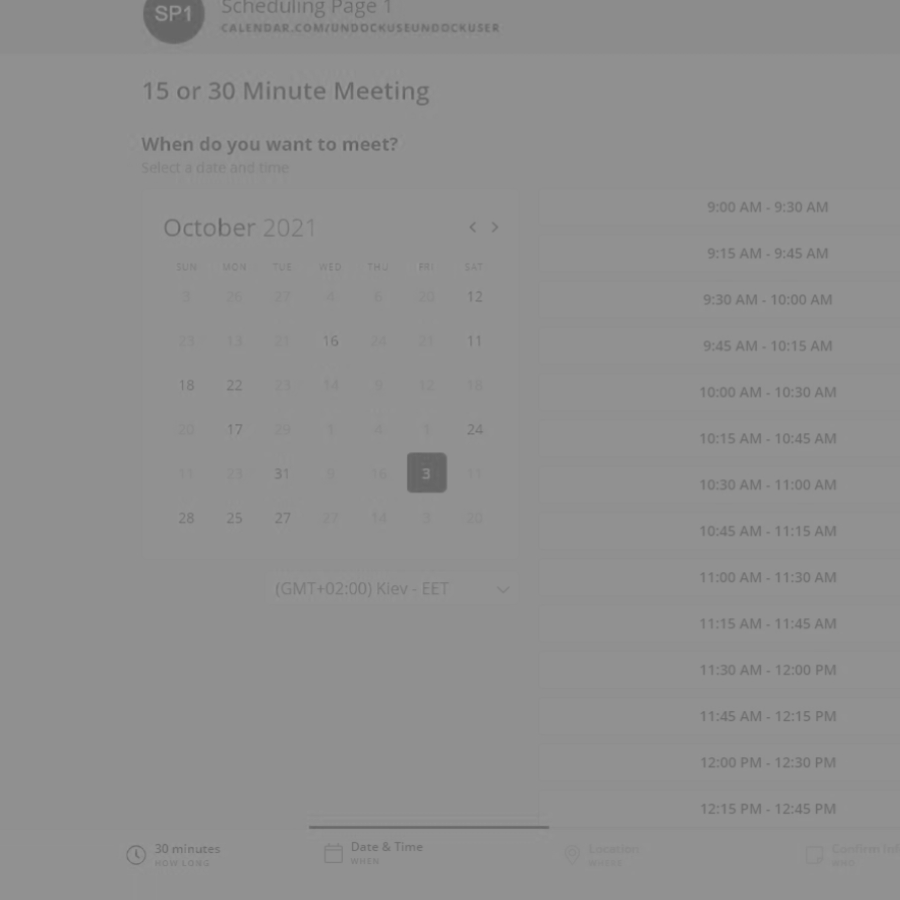 SP1
Scheduling Page 1
CALENDAR.COM/UNDOCKUSEUNDOCKUSER
15 or 30 Minute Meeting
When do you want to meet?
Select a date and time
October 2021
< >
SUN MON TUE WED THU FRI SAT
3 26 27 4 6 20 12
23 13 21 16 24 21 11
18 22 23 14 9 12 18
20 17 29 1 4 1 24
11 23 31 9 16 3 11
28 25 27 27 14 3 20
(GMT+02:00) Kiev - EET
9:00 AM - 9:30 AM
9:15 AM - 9:45 AM
9:30 AM - 10:00 AM
9:45 AM - 10:15 AM
10:00 AM - 10:30 AM
10:15 AM - 10:45 AM
10:30 AM - 11:00 AM
10:45 AM - 11:15 AM
11:00 AM - 11:30 AM
11:15 AM - 11:45 AM
11:30 AM - 12:00 PM
11:45 AM - 12:15 PM
12:00 PM - 12:30 PM
12:15 PM - 12:45 PM
30 minutes
HOW LONG
Date & Time
WHEN
Location
WHERE
Confirm
WHO